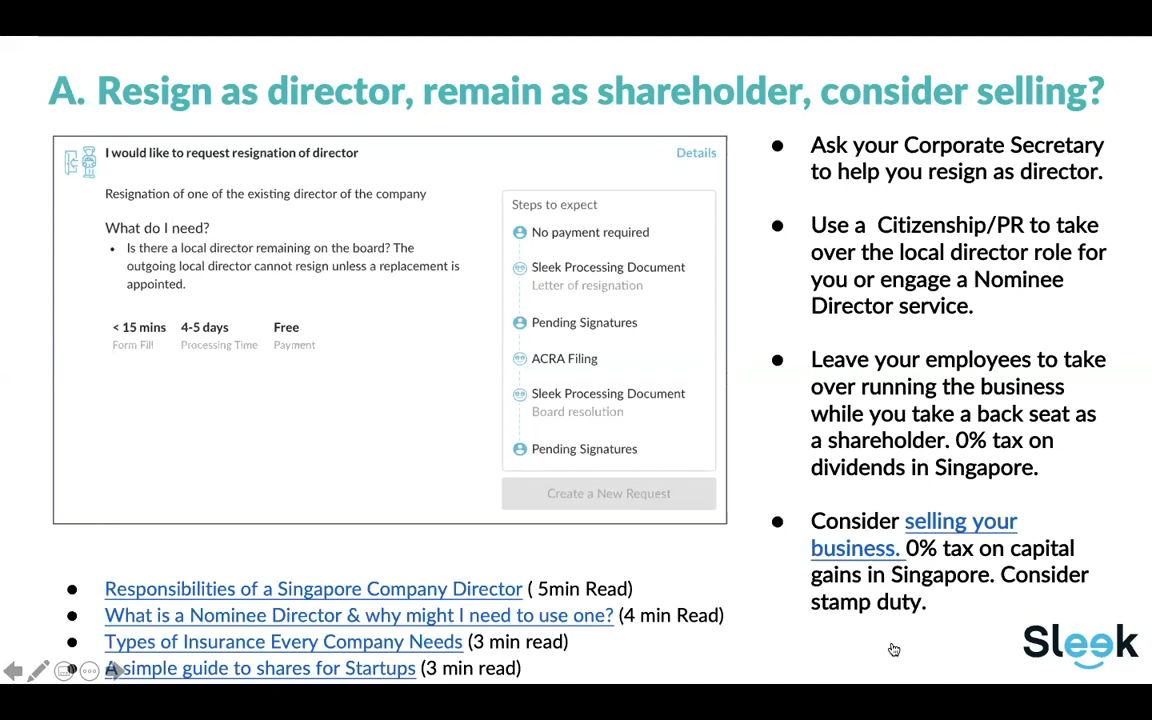 A. Resign as director, remain as shareholder, consider selling?
I would like to request resignation of director
Details
Resignation of one of the existing director of the company
What do I need?
• Is there a local director remaining on the board? The
outgoing local director cannot resign unless a replacement is
appointed.
< 15 mins 4-5 days Free
Form Fill Processing Time Payment
Steps to expect
No payment required
Sleek Processing Document
Letter of resignation
Pending Signatures
ACRA Filing
Sleek Processing Document
Board resolution
Pending Signatures
Create a New Request
● Ask your Corporate Secretary
to help you resign as director.
● Use a Citizenship/PR to take
over the local director role for
you or engage a Nominee
Director service.
● Leave your employees to take
over running the business
while you take a back seat as
a shareholder. 0% tax on
dividends in Singapore.
● Consider selling your
business. 0% tax on capital
gains in Singapore. Consider
stamp duty.
● Responsibilities of a Singapore Company Director ( 5min Read)
● What is a Nominee Director & why might I need to use one? (4 min Read)
● Types of Insurance Every Company Needs (3 min read)
● A simple guide to shares for Startups (3 min read)
Sleek